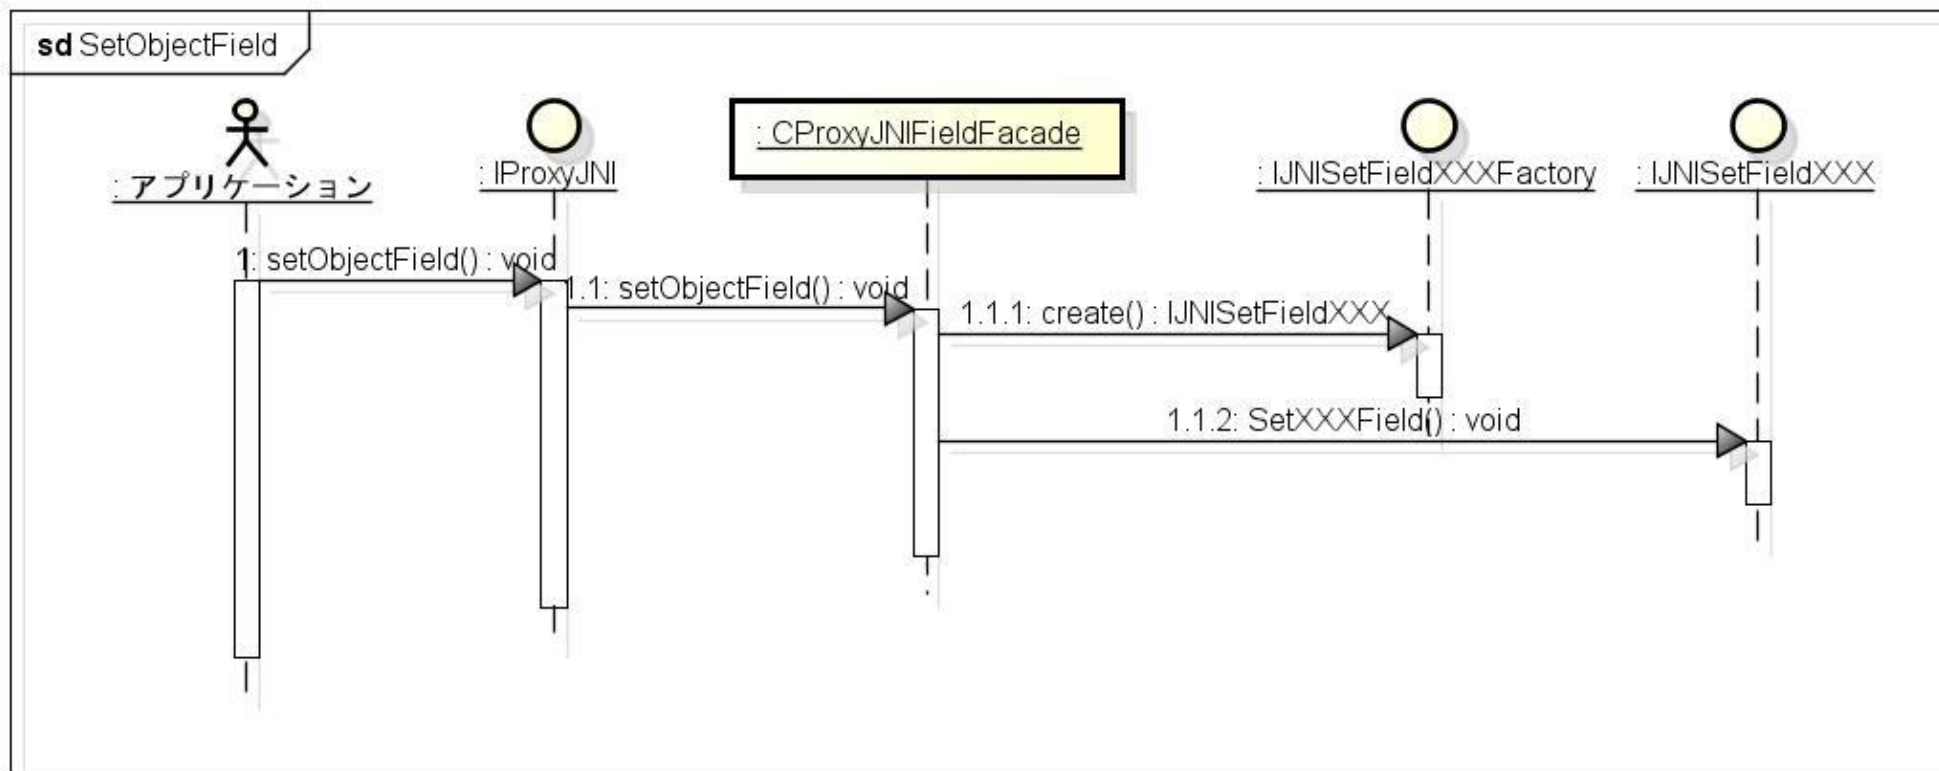 sd SetObjectField
: アプリケーション
: IProxyJNI
: CProxyJNIFieldFacade
: IJNISetFieldXXXFactory
: IJNISetFieldXXX
1: setObjectField() : void
1.1: setObjectField() : void
1.1.1: create() : IJNISetFieldXXX
1.1.2: SetXXXField() : void